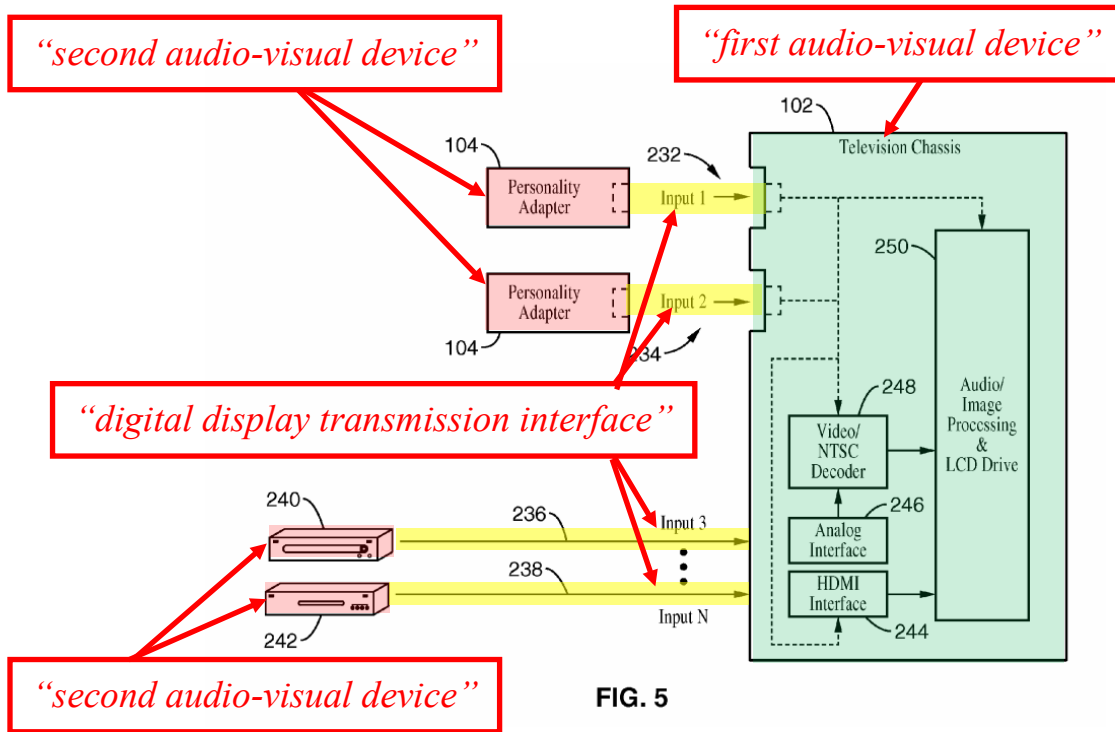 “second audio-visual device”
“first audio-visual device”
102
Television Chassis
104
Personality
Adapter
232
Input 1
250
Personality
Adapter
104
Input 2
234
“digital display transmission interface”
248
Video/
NTSC
Decoder
Audio/
Image
Processing
&
LCD Drive
240
236
Input 3
246
Analog
Interface
238
HDMI
Interface
242
Input N
244
“second audio-visual device”
FIG. 5